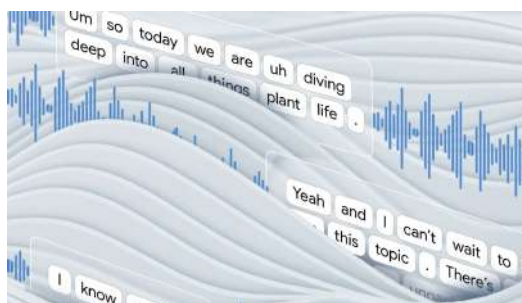 Um so today we are uh diving
deep into all things plant life .
Yeah and I can't wait to
this topic . There's
I know